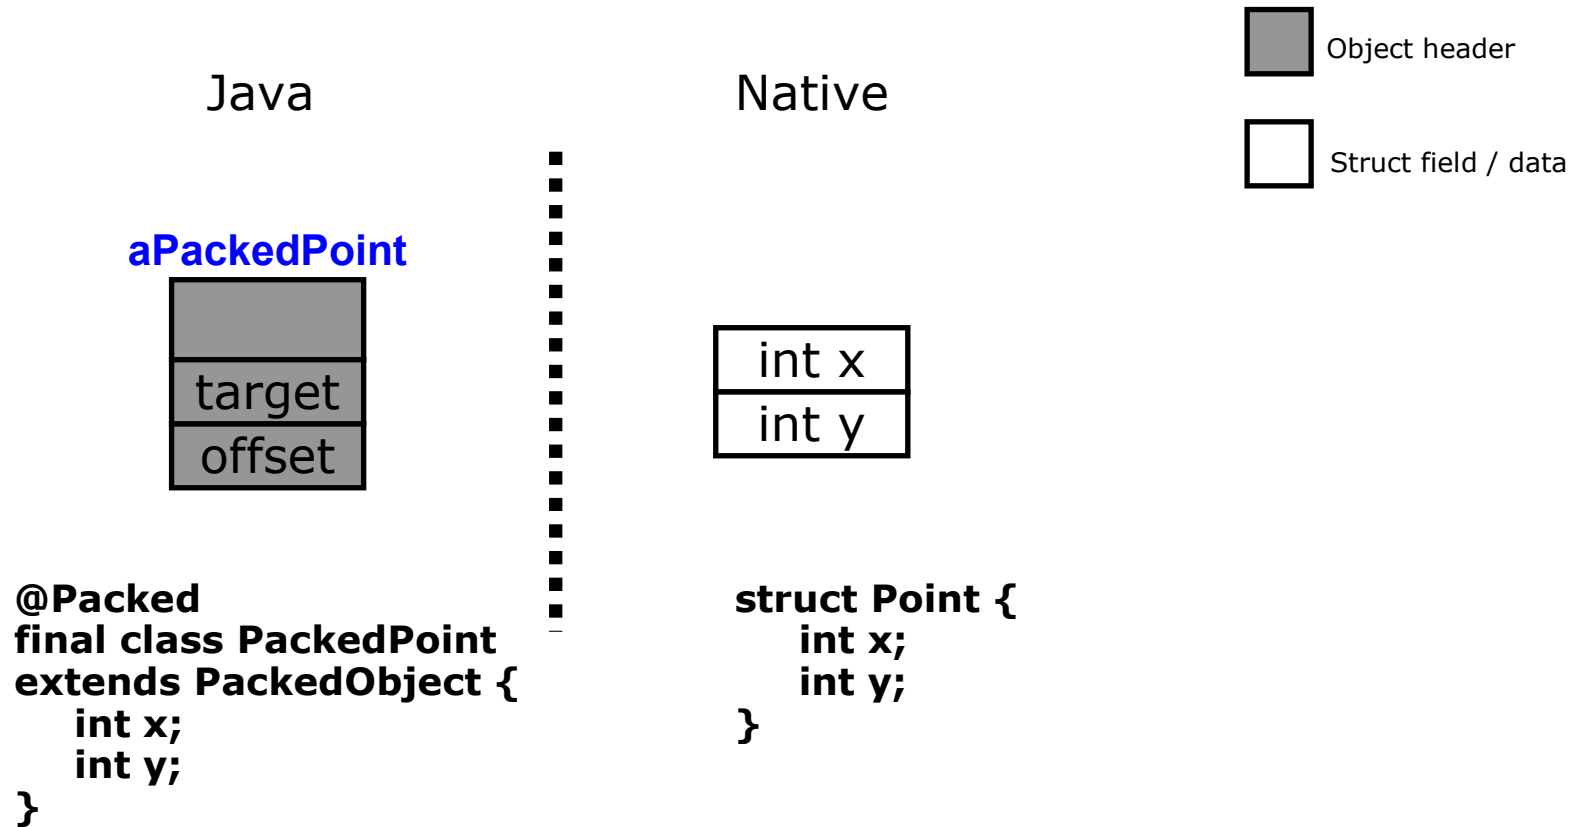 Java
Native
Object header
Struct field / data
aPackedPoint
target
offset
int x
int y
@Packed
final class PackedPoint
extends PackedObject {
int x;
int y;
}
struct Point {
int x;
int y;
}